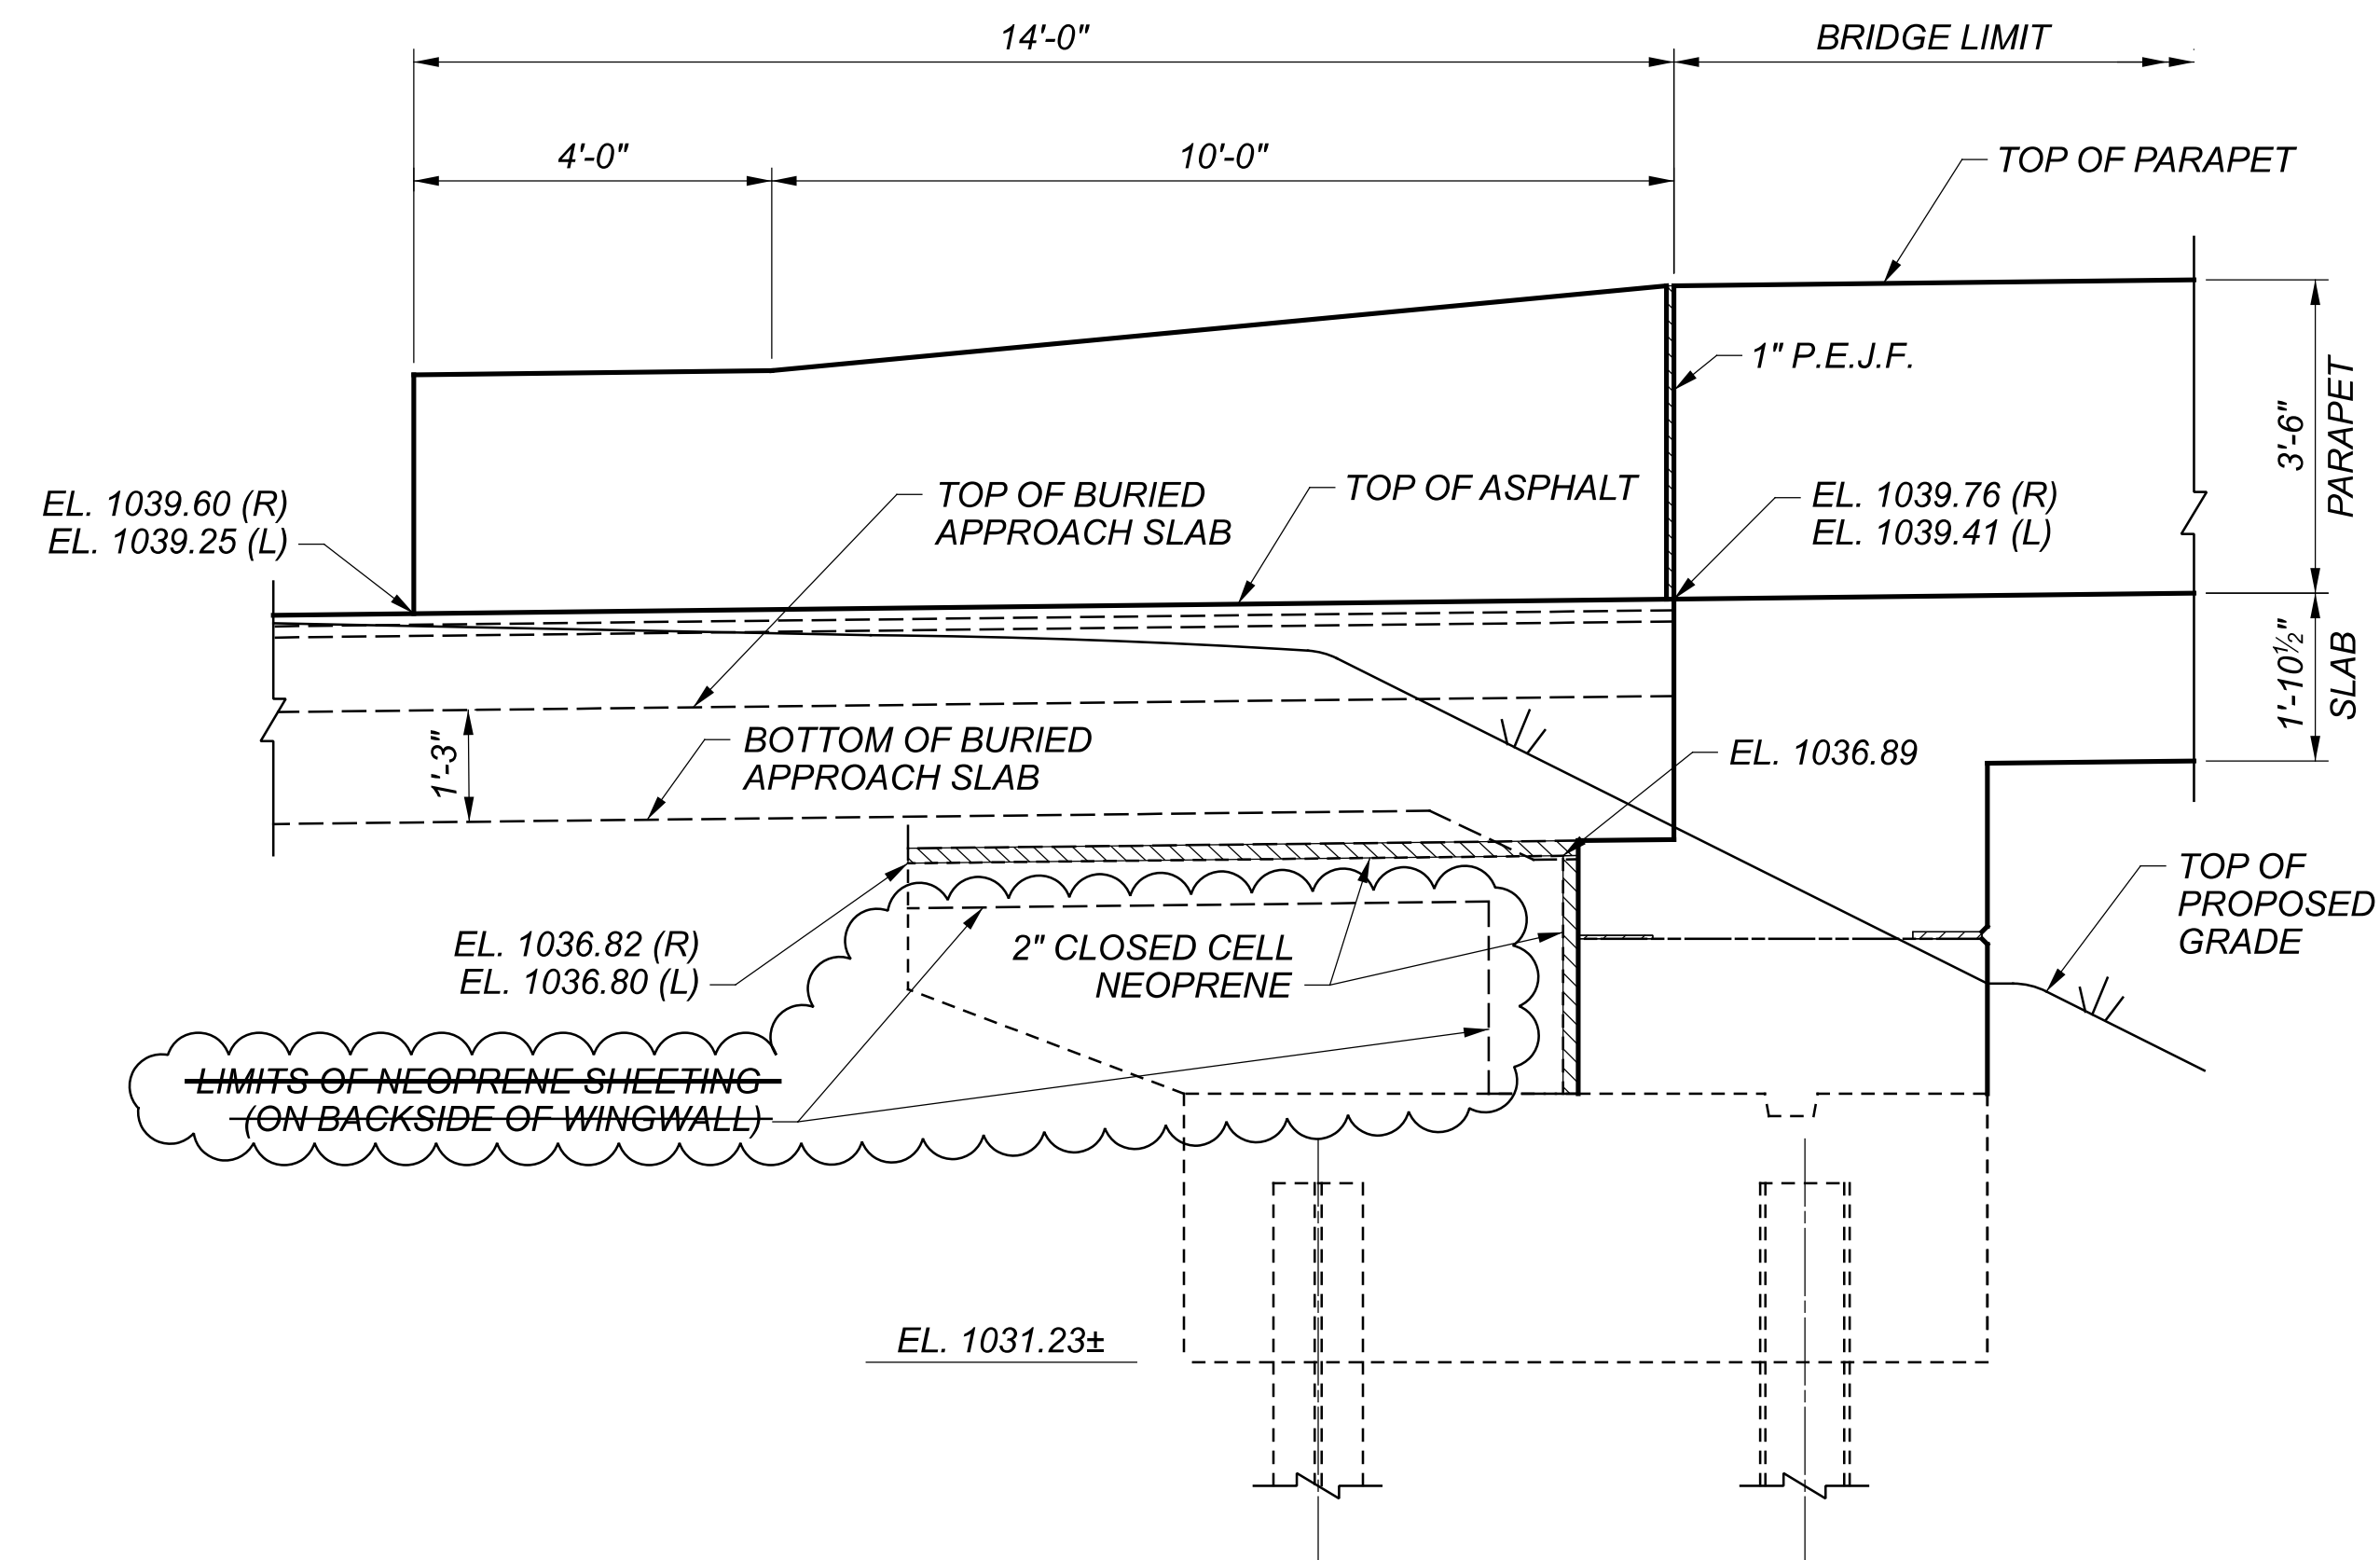 14'-0"
BRIDGE LIMIT
4'-0"
10'-0"
TOP OF PARAPET
1" P.E.J.F.
3'-6"
PARAPET
TOP OF BURIED
APPROACH SLAB
TOP OF ASPHALT
EL. 1039.60 (R)
EL. 1039.25 (L)
EL. 1039.76 (R)
EL. 1039.41 (L)
1'-10½"
SLAB
1'-3"
BOTTOM OF BURIED
APPROACH SLAB
EL. 1036.89
TOP OF
PROPOSED
GRADE
EL. 1036.82 (R)
EL. 1036.80 (L)
2" CLOSED CELL
NEOPRENE
LIMITS OF NEOPRENE SHEETING
(ON BACKSIDE OF WINGWALL)
EL. 1031.23±